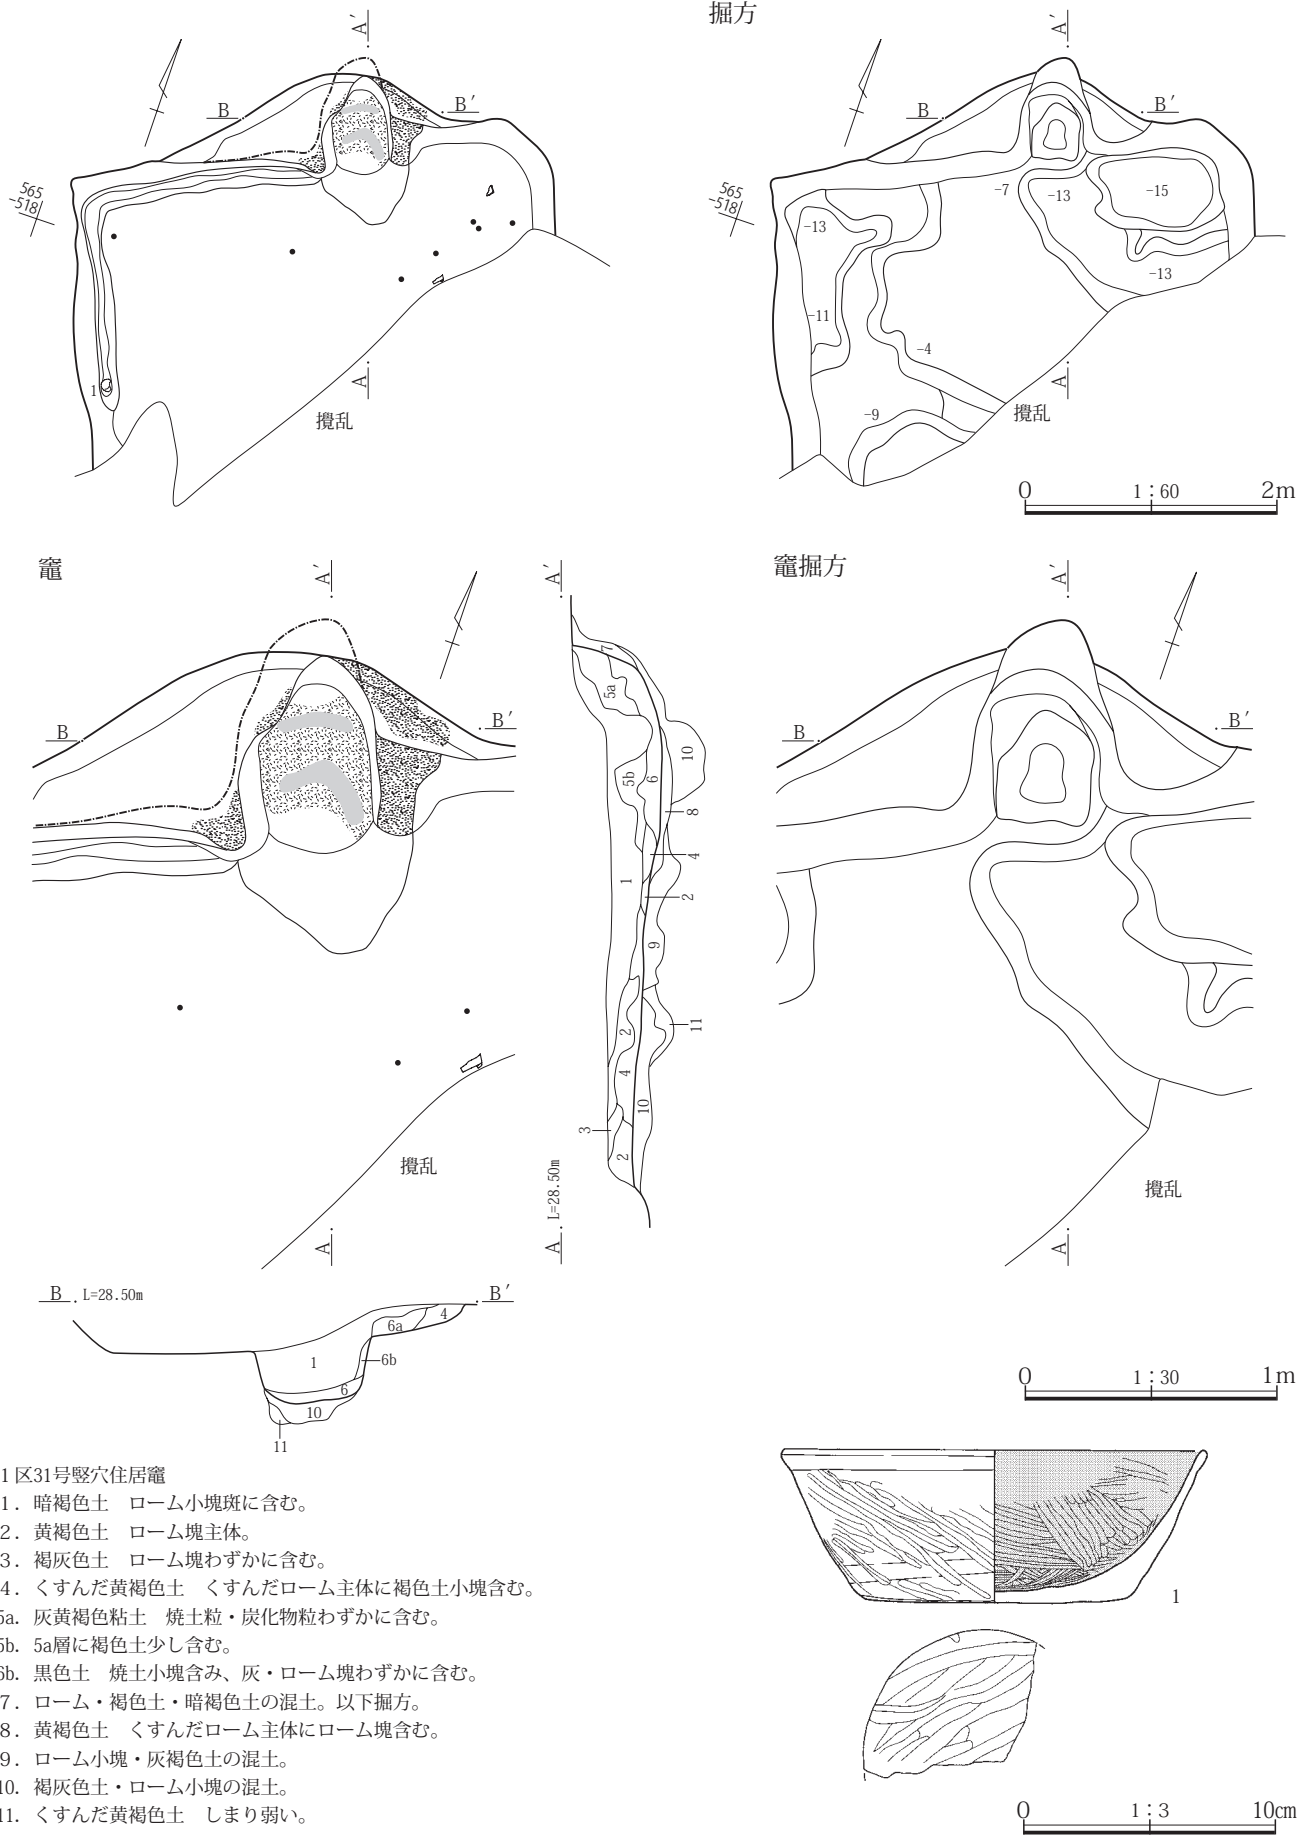 掘方
A′
A′
B
B′
B
B′
565
-518
565
-518
-7
-13
-15
-13
-13
-11
-4
-9
1
A
攪乱
A
攪乱
0 1：60 2m
竈
A′
A′
竈掘方
A′
B
B′
B
B′
7
5a
10
5b
6
8
4
1
2
9
11
2
4
10
3
2
攪乱
攪乱
A
A L=28.50m
A
B L=28.50m B′
6a
4
1
6b
6
10
11
0 1：30 1m
1区31号竪穴住居竈
1．暗褐色土　ローム小塊斑に含む。
2．黄褐色土　ローム塊主体。
3．褐灰色土　ローム塊わずかに含む。
4．くすんだ黄褐色土　くすんだローム主体に褐色土小塊含む。
5a．灰黄褐色粘土　焼土粒・炭化物粒わずかに含む。
5b．5a層に褐色土少し含む。
6b．黒色土　焼土小塊含み、灰・ローム塊わずかに含む。
7．ローム・褐色土・暗褐色土の混土。以下掘方。
8．黄褐色土　くすんだローム主体にローム塊含む。
9．ローム小塊・灰褐色土の混土。
10．褐灰色土・ローム小塊の混土。
11．くすんだ黄褐色土　しまり弱い。
1
0 1：3 10cm